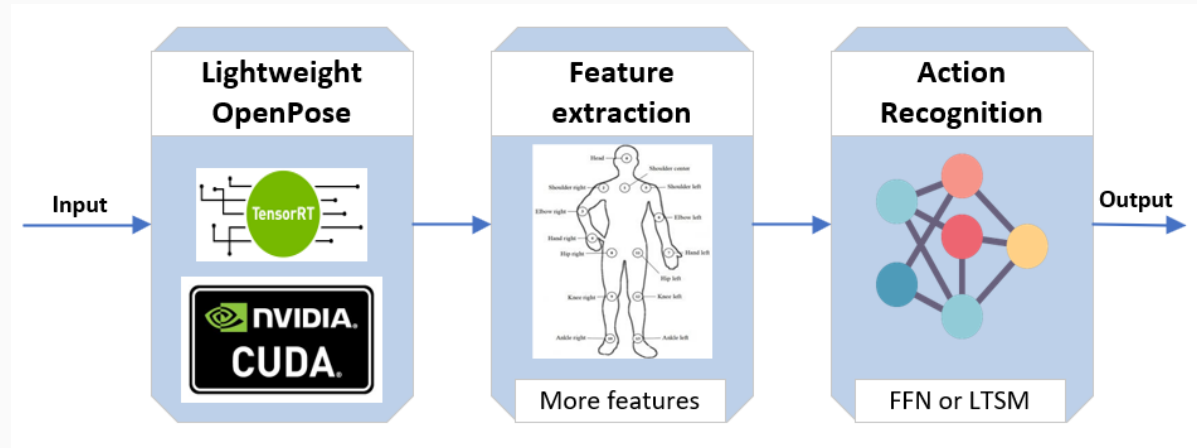 Lightweight
OpenPose
Feature
extraction
Action
Recognition
Input
TensorRT
NVIDIA.
CUDA.
Head
Shoulder center
Shoulder right
Shoulder left
Elbow right
Elbow left
Hand right
Hip right
Hand left
Hip left
Knee right
Knee left
Ankle right
Ankle left
More features
FFN or LTSM
Output